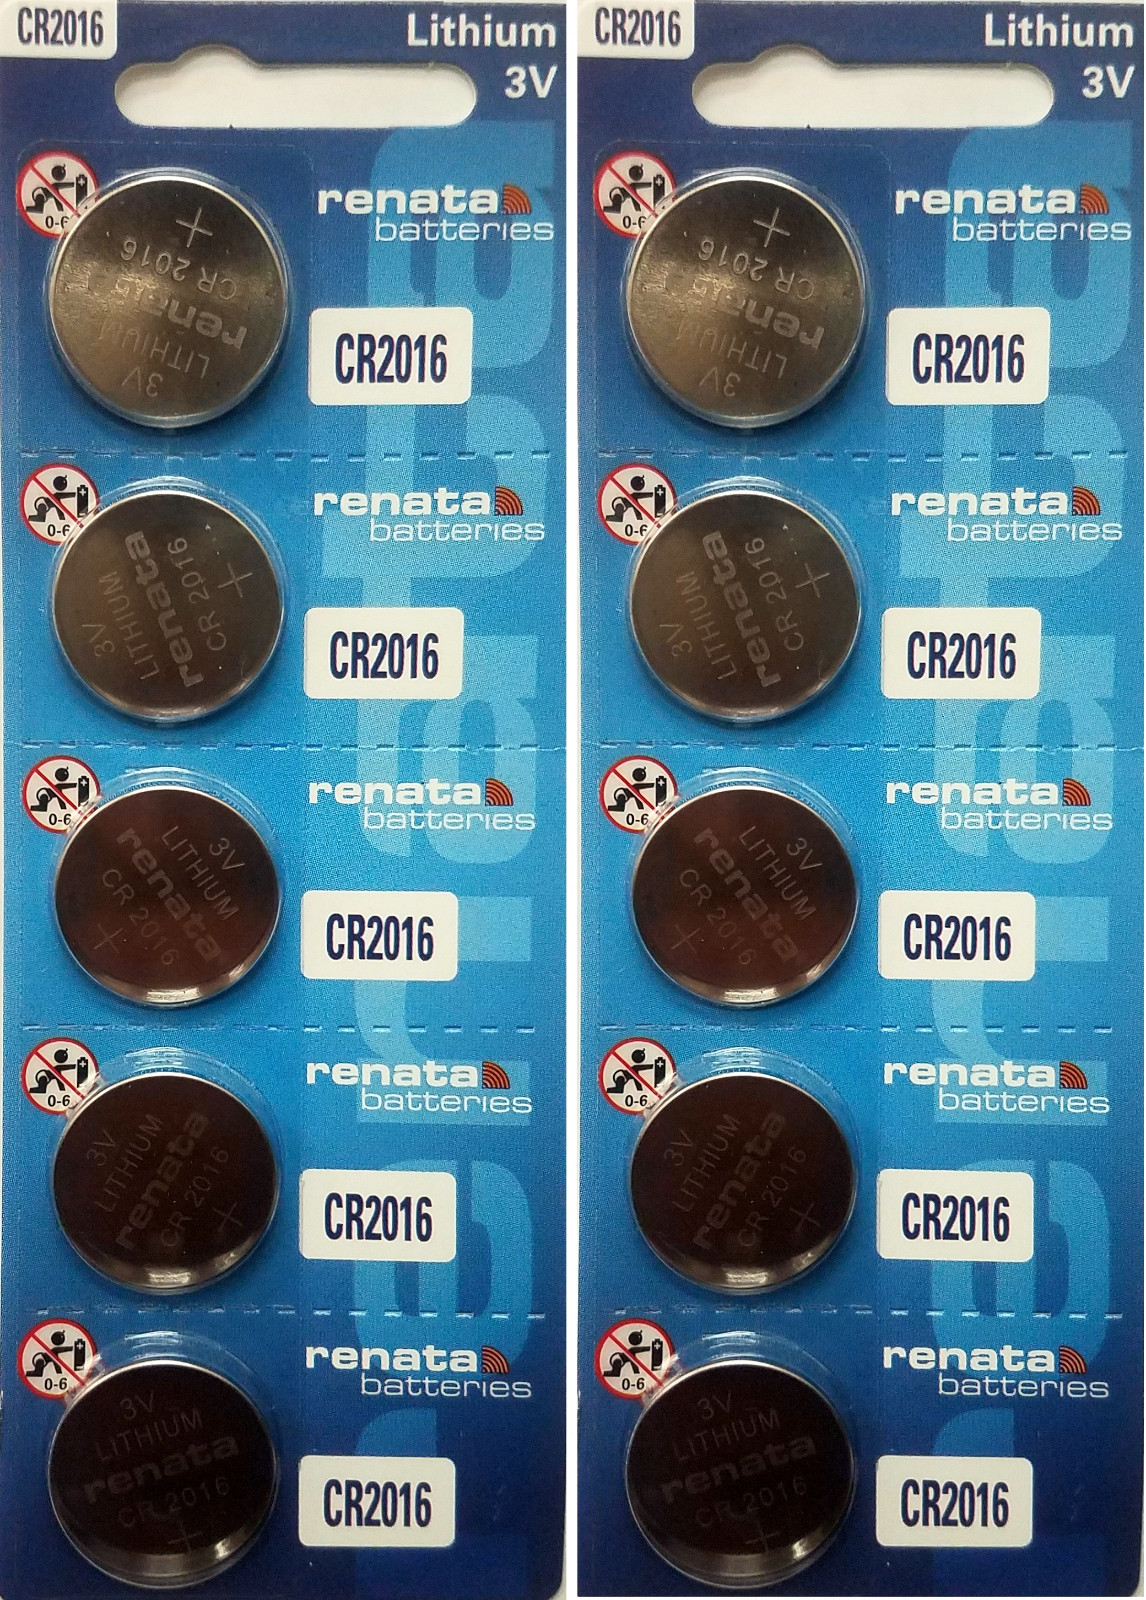 CR2016
Lithium
3V
0-6
+
CR 2016
renata
LITHIUM
3V
renata
batteries
CR2016
0-6
3V
LITHIUM
renata
CR 2016
+
renata
batteries
CR2016
0-6
3V
LITHIUM
renata
CR 2016
+
renata
batteries
CR2016
0-6
3V
LITHIUM
renata
CR 2016
+
renata
batteries
CR2016
0-6
3V
LITHIUM
renata
CR 2016
+
renata
batteries
CR2016
CR2016
Lithium
3V
0-6
+
CR 2016
renata
LITHIUM
3V
renata
batteries
CR2016
0-6
3V
LITHIUM
renata
CR 2016
+
renata
batteries
CR2016
0-6
3V
LITHIUM
renata
CR 2016
+
renata
batteries
CR2016
0-6
3V
LITHIUM
renata
CR 2016
+
renata
batteries
CR2016
0-6
3V
LITHIUM
renata
CR 2016
+
renata
batteries
CR2016